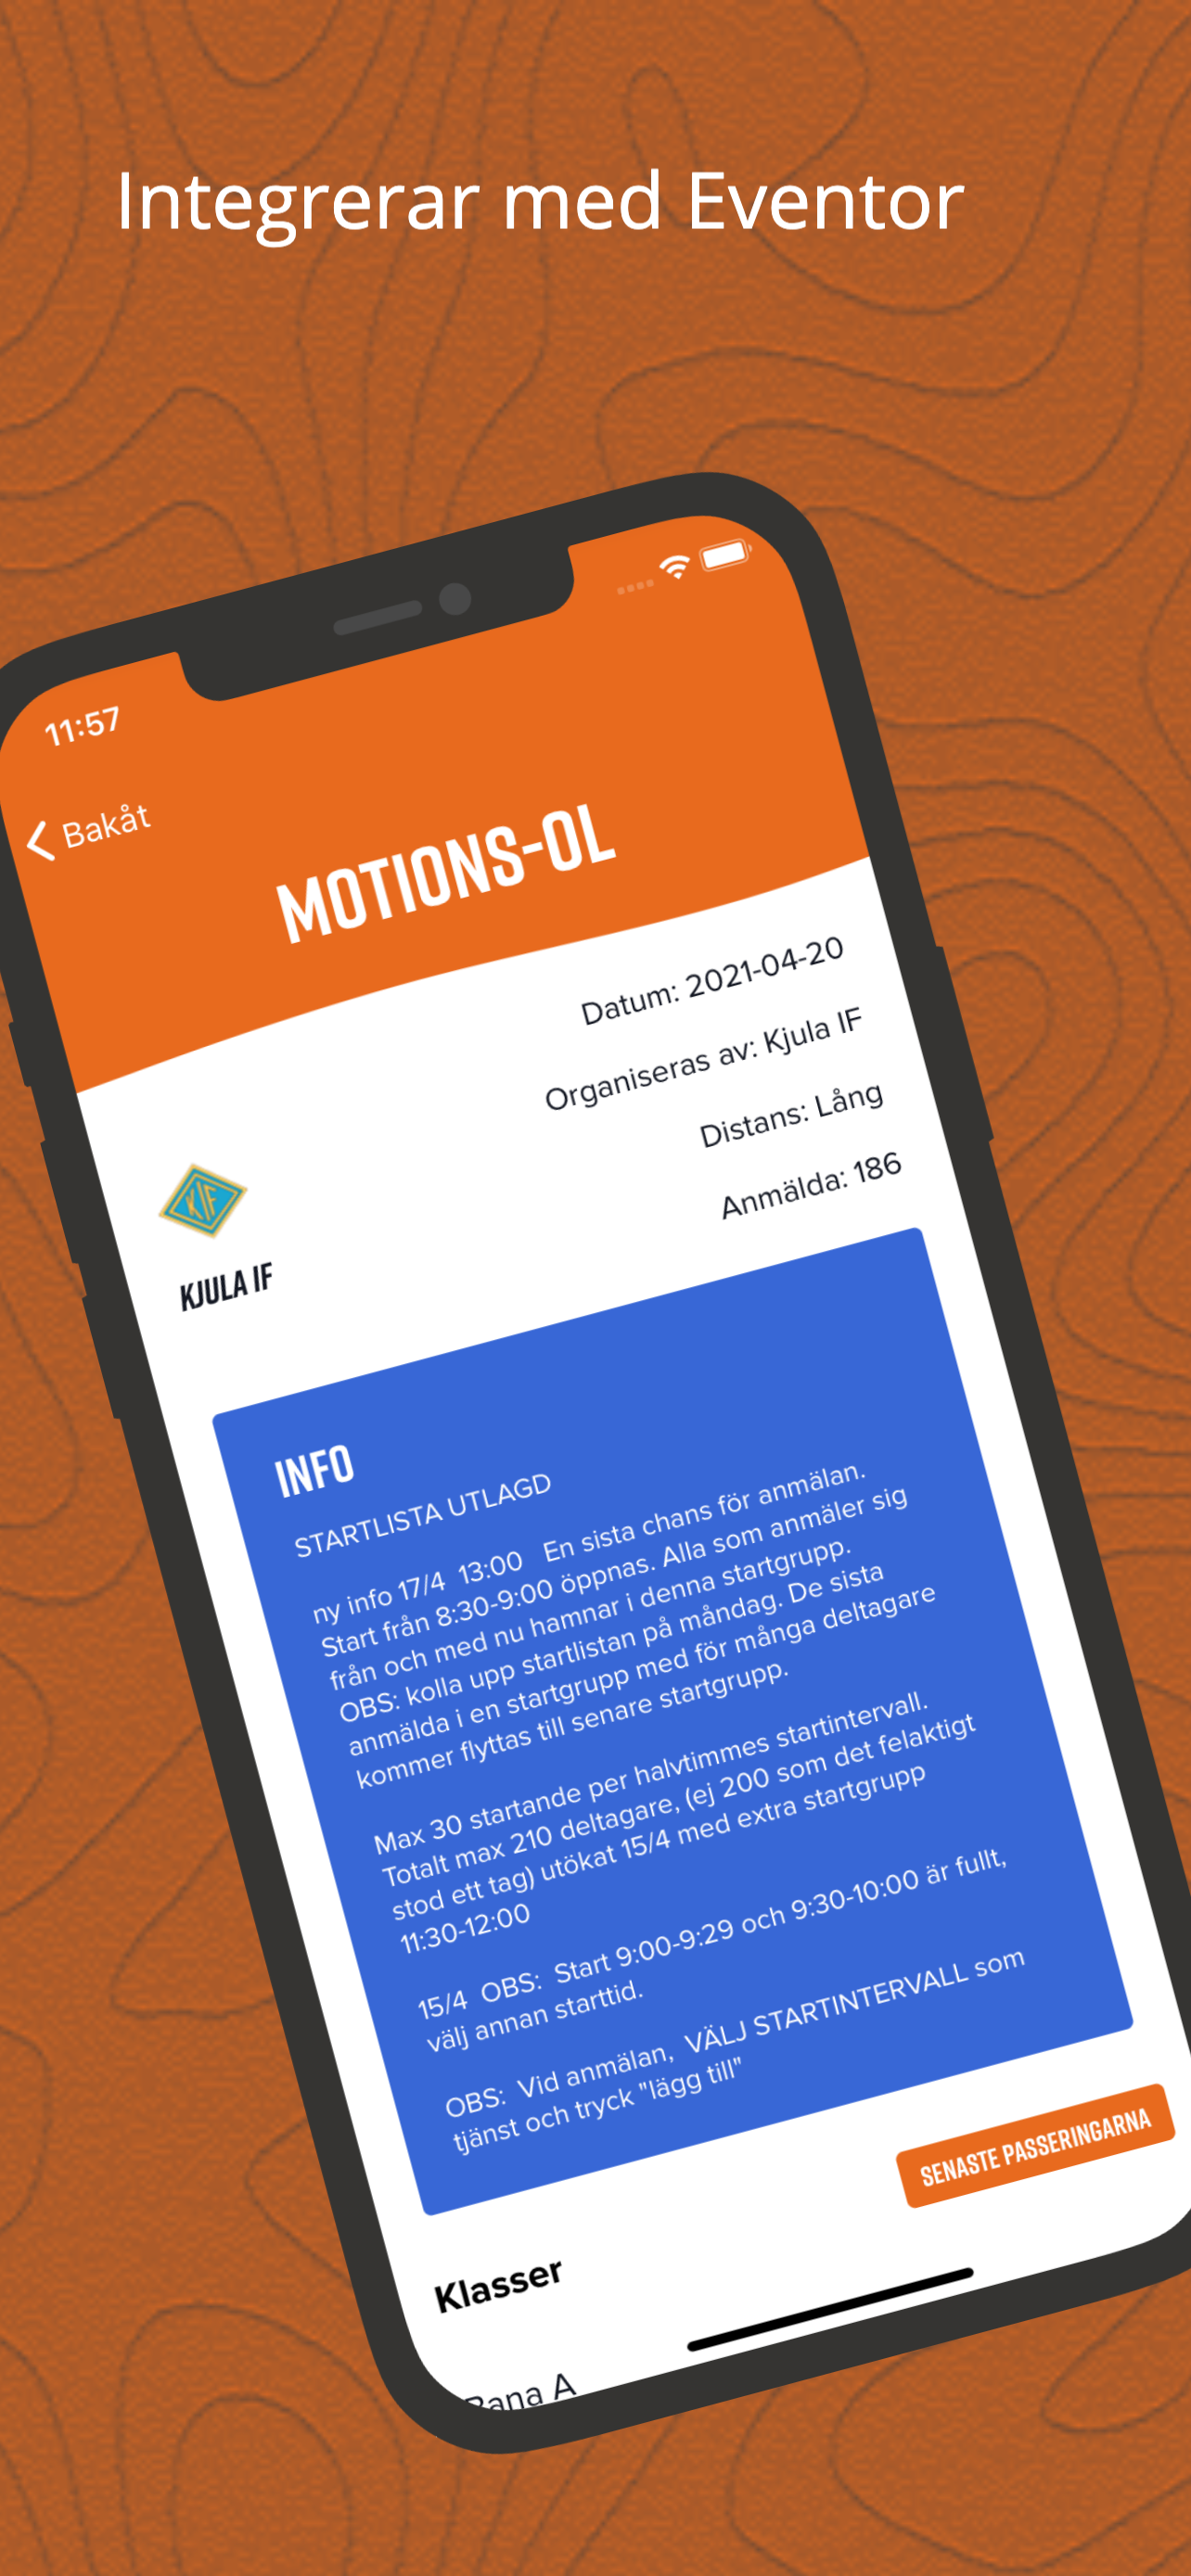 Integrerar med Eventor
11:57
Bakåt
MOTIONS-OL
Datum: 2021-04-20
Organiseras av: Kjula IF
Distans: Lång
Anmälda: 186
KIF
KJULA IF
INFO
STARTLISTA UTLAGD
ny info 17/4 13:00 En sista chans för anmälan.
Start från 8:30-9:00 öppnas. Alla som anmäler sig
från och med nu hamnar i denna startgrupp.
OBS: kolla upp startlistan på måndag. De sista
anmälda i en startgrupp med för många deltagare
kommer flyttas till senare startgrupp.
Max 30 startande per halvtimmes startintervall.
Totalt max 210 deltagare, (ej 200 som det felaktigt
stod ett tag) utökat 15/4 med extra startgrupp
11:30-12:00
15/4 OBS: Start 9:00-9:29 och 9:30-10:00 är fullt,
välj annan starttid.
OBS: Vid anmälan, VÄLJ STARTINTERVALL som
tjänst och tryck "lägg till"
SENASTE PASSERINGARNA
Klasser
Bana A